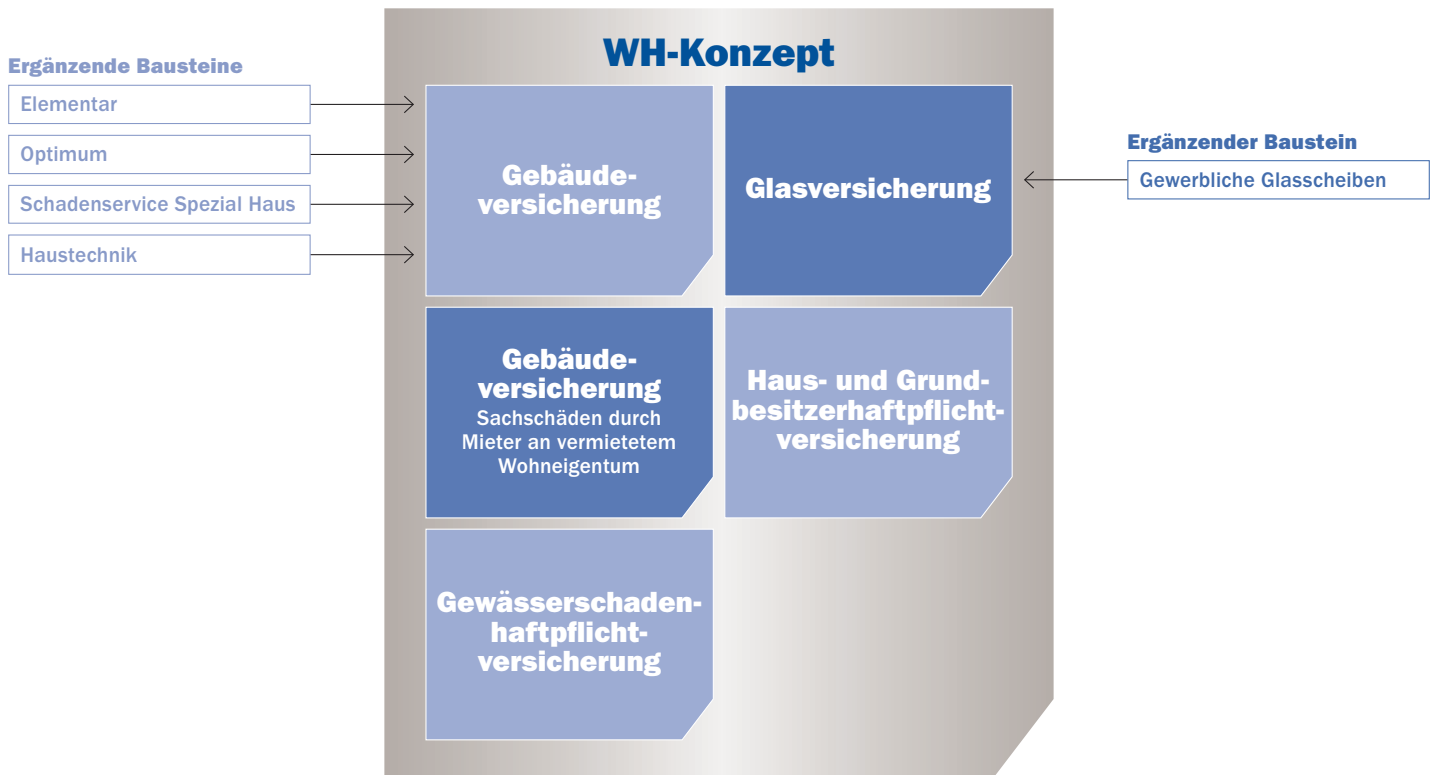 WH-Konzept
Ergänzende Bausteine
Elementar
Optimum
Schadenservice Spezial Haus
Haustechnik
Gebäude-
versicherung
Glasversicherung
Ergänzender Baustein
Gewerbliche Glasscheiben
Gebäude-
versicherung
Sachschäden durch
Mieter an vermietetem
Wohneigentum
Haus- und Grund-
besitzerhaftpflicht-
versicherung
Gewässerschaden-
haftpflicht-
versicherung